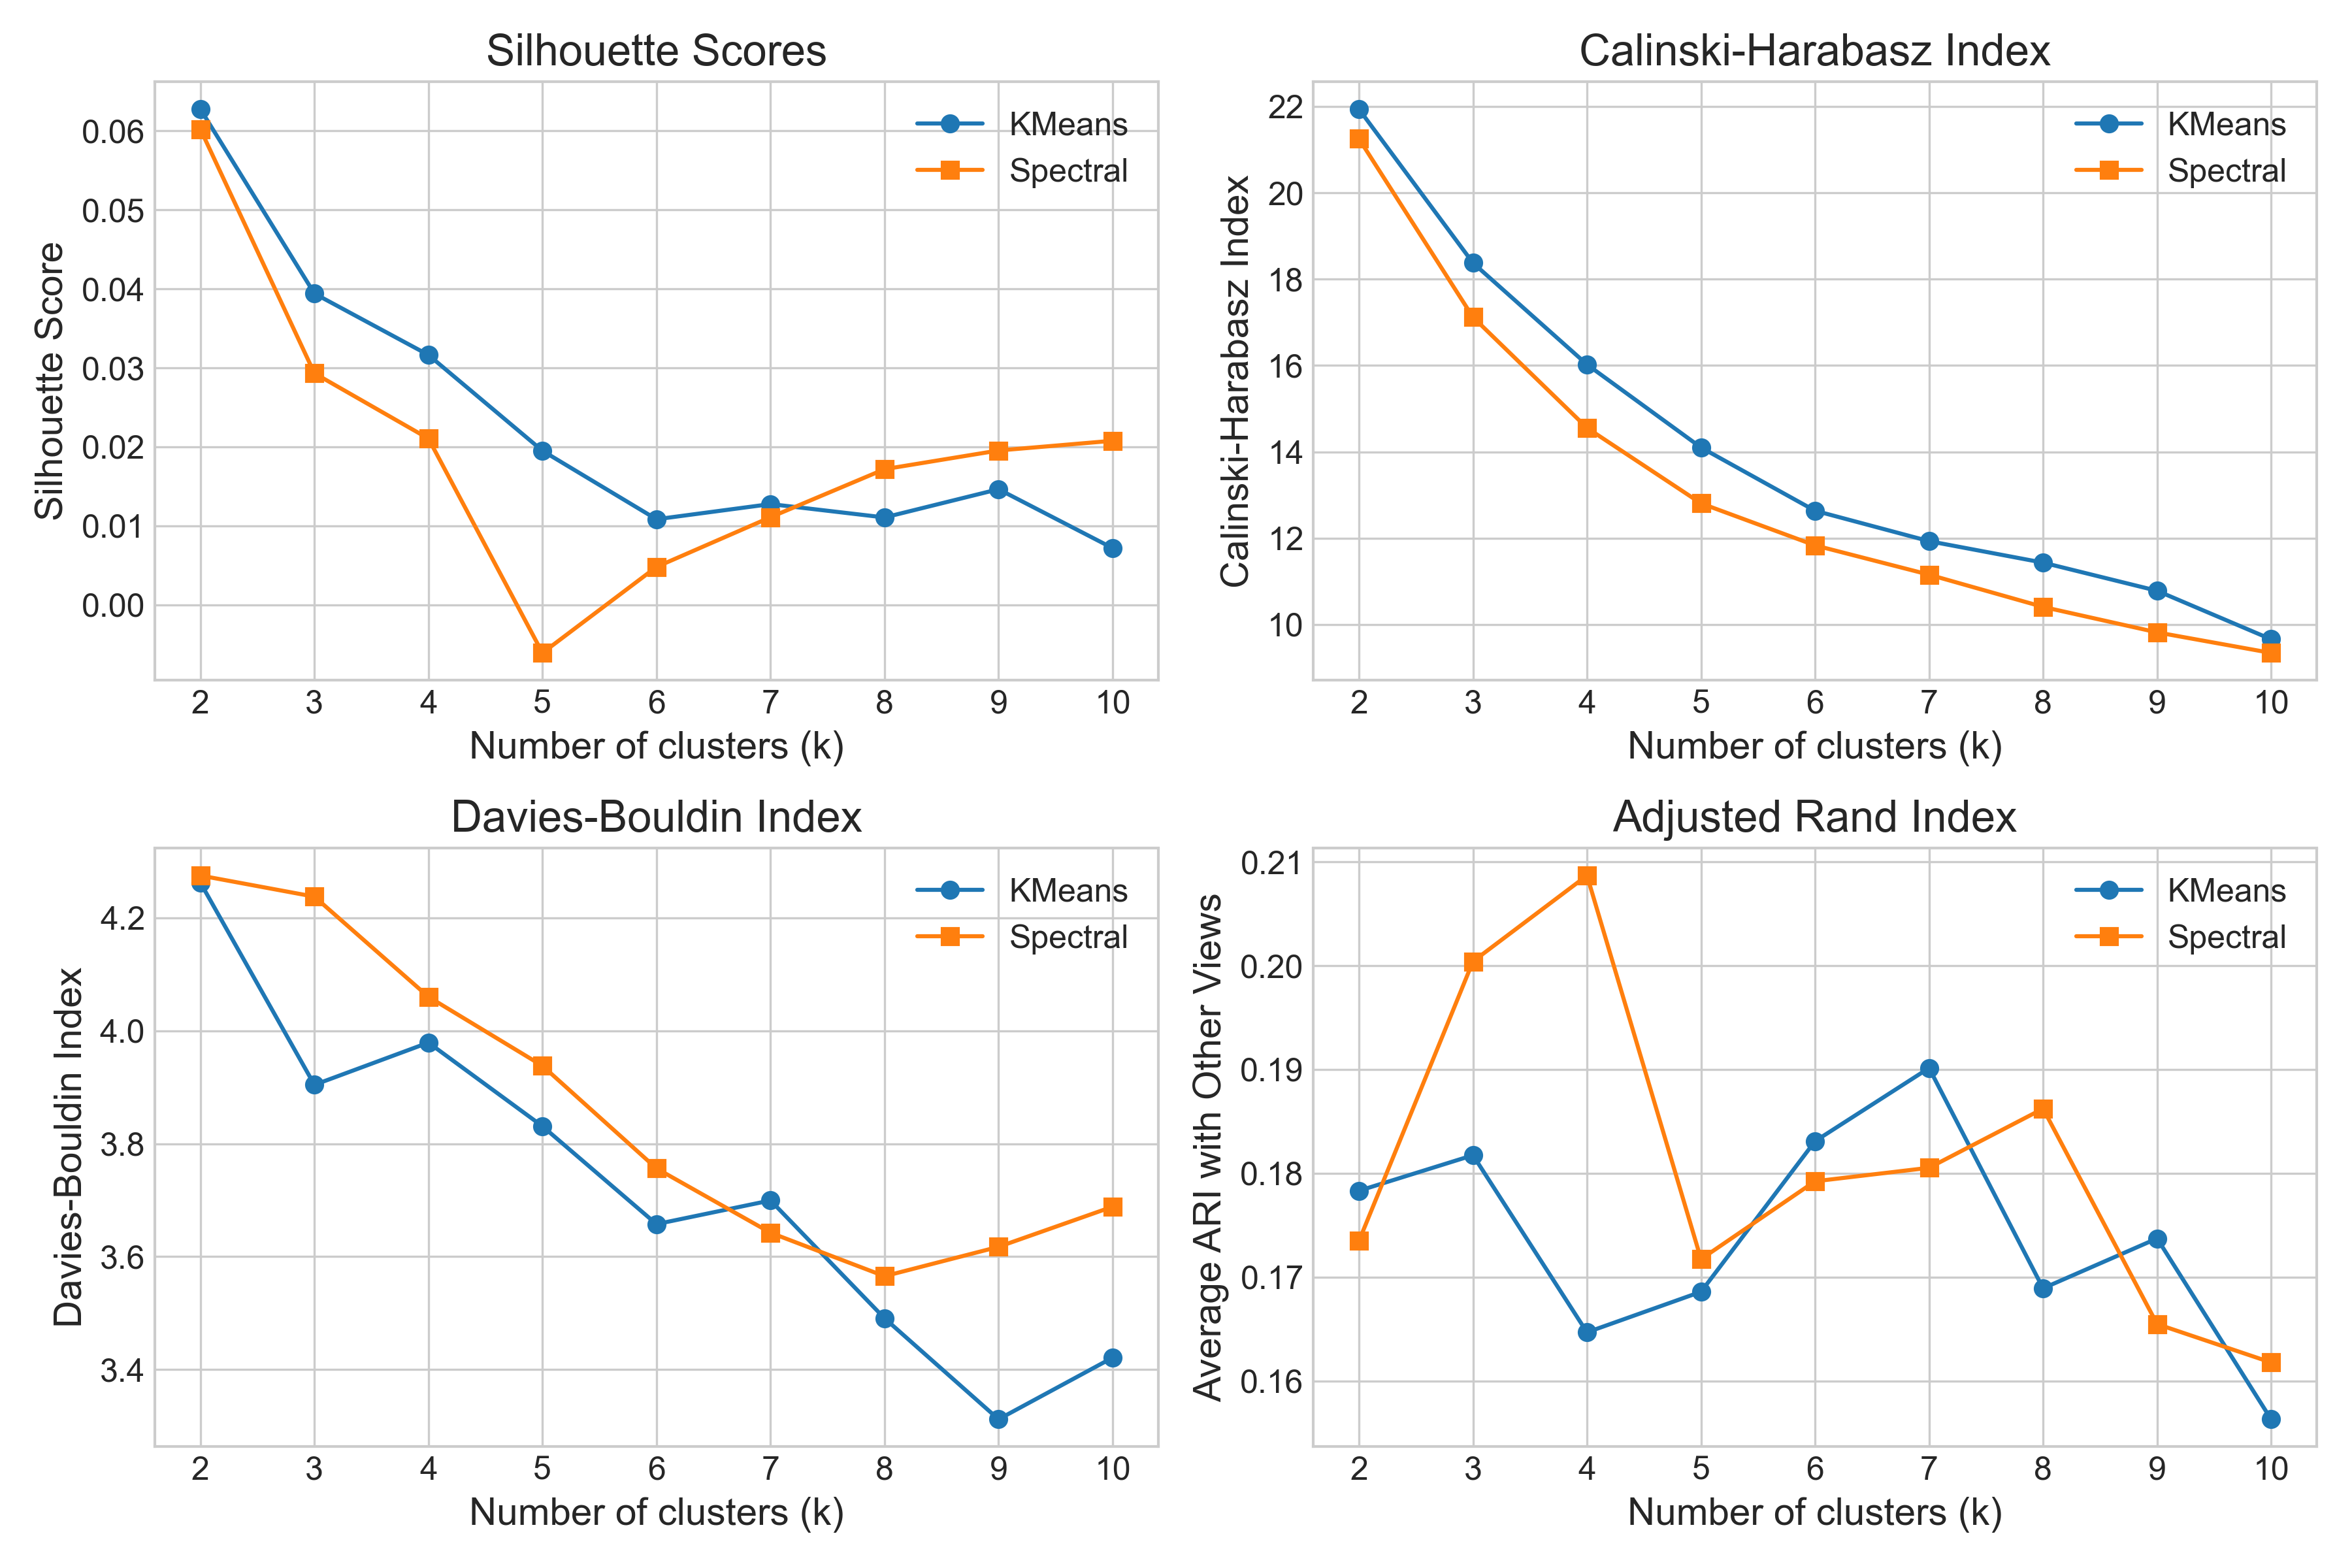 Silhouette Scores
Silhouette Score
0.06
0.05
0.04
0.03
0.02
0.01
0.00
KMeans
Spectral
2 3 4 5 6 7 8 9 10
Number of clusters (k)
Calinski-Harabasz Index
Calinski-Harabasz Index
22
20
18
16
14
12
10
KMeans
Spectral
2 3 4 5 6 7 8 9 10
Number of clusters (k)
Davies-Bouldin Index
Davies-Bouldin Index
4.2
4.0
3.8
3.6
3.4
KMeans
Spectral
2 3 4 5 6 7 8 9 10
Number of clusters (k)
Adjusted Rand Index
Average ARI with Other Views
0.21
0.20
0.19
0.18
0.17
0.16
KMeans
Spectral
2 3 4 5 6 7 8 9 10
Number of clusters (k)